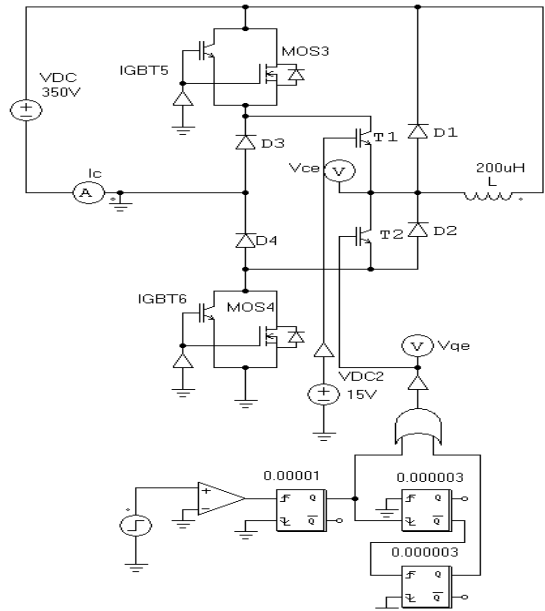 MOS3
IGBT5
VDC
350V
D3
T1
D1
Vce
V
200uH
L
Ic
A
T2
D2
D4
IGBT6
MOS4
V
Vqe
VDC2
15V
0.00001
0.000003
Q
Q
Q
Q
0.000003
Q
Q